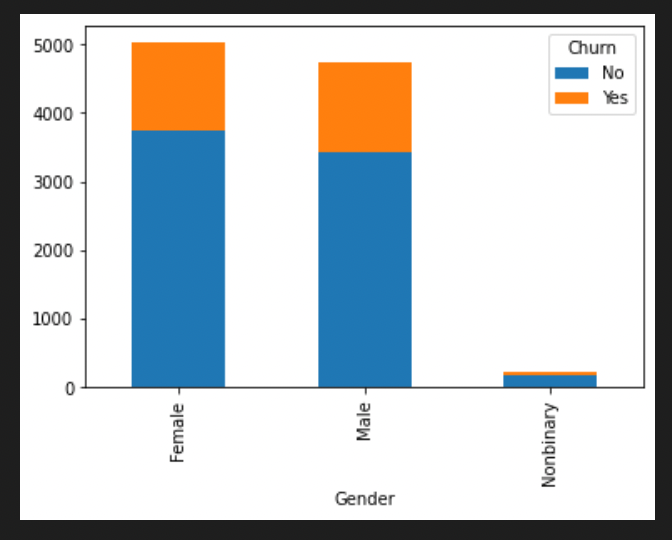 Churn
No
Yes
5000
4000
3000
2000
1000
0
Female
Male
Nonbinary
Gender